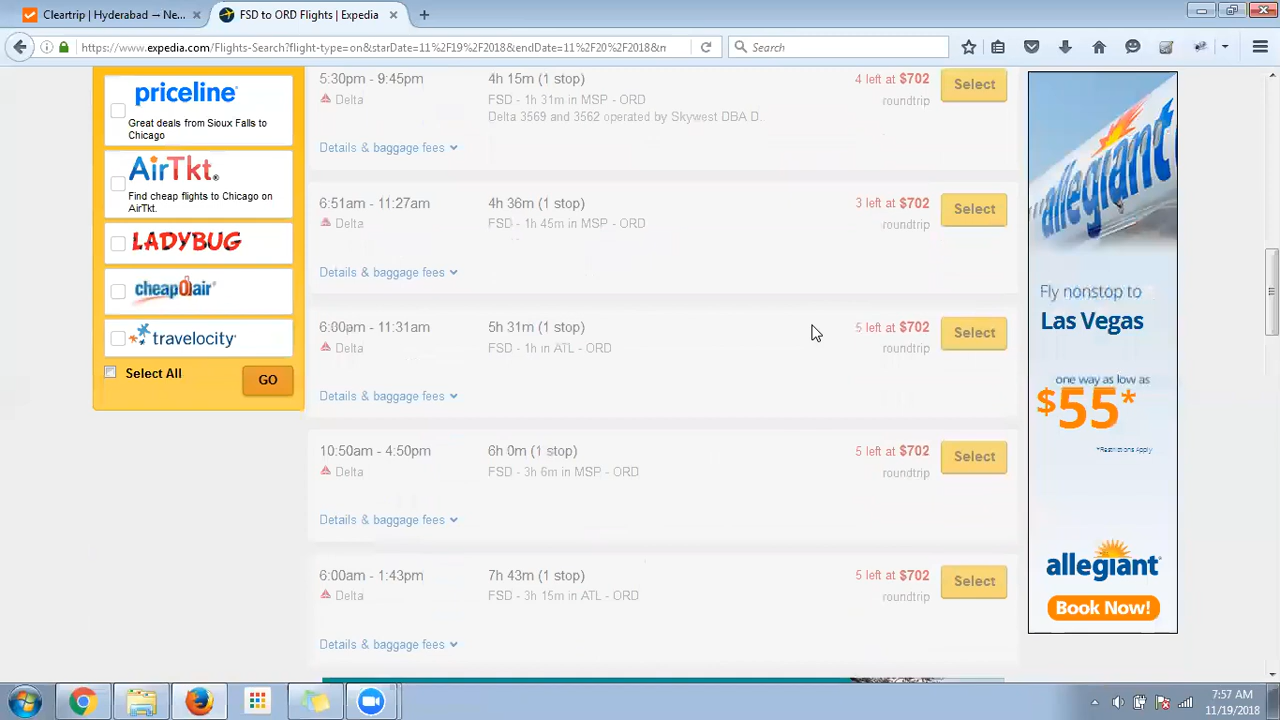 Cleartrip | Hyderabad → Ne...
FSD to ORD Flights | Expedia
https://www.expedia.com/Flights-Search?flight-type=on&starDate=11%2F19%2F2018&endDate=11%2F20%2F2018&n
Search
priceline
Great deals from Sioux Falls to
Chicago
AirTkt.
Find cheap flights to Chicago on
AirTkt.
LADYBUG
cheapOair
travelocity
Select All
GO
5:30pm - 9:45pm
4h 15m (1 stop)
4 left at $702
Select
Delta
FSD - 1h 31m in MSP - ORD
roundtrip
Delta 3569 and 3562 operated by Skywest DBA D.
Details & baggage fees
6:51am - 11:27am
4h 36m (1 stop)
3 left at $702
Select
Delta
FSD - 1h 45m in MSP - ORD
roundtrip
Details & baggage fees
6:00pm - 11:31am
5h 31m (1 stop)
5 left at $702
Select
Delta
FSD - 1h in ATL - ORD
roundtrip
Details & baggage fees
10:50am - 4:50pm
6h 0m (1 stop)
5 left at $702
Select
Delta
FSD - 3h 6m in MSP - ORD
roundtrip
Details & baggage fees
6:00am - 1:43pm
7h 43m (1 stop)
5 left at $702
Select
Delta
FSD - 3h 15m in ATL - ORD
roundtrip
Details & baggage fees
allegiant
Fly nonstop to
Las Vegas
one way as low as
$55*
*Restrictions Apply
allegiant
Book Now!
7:57 AM
11/19/2018